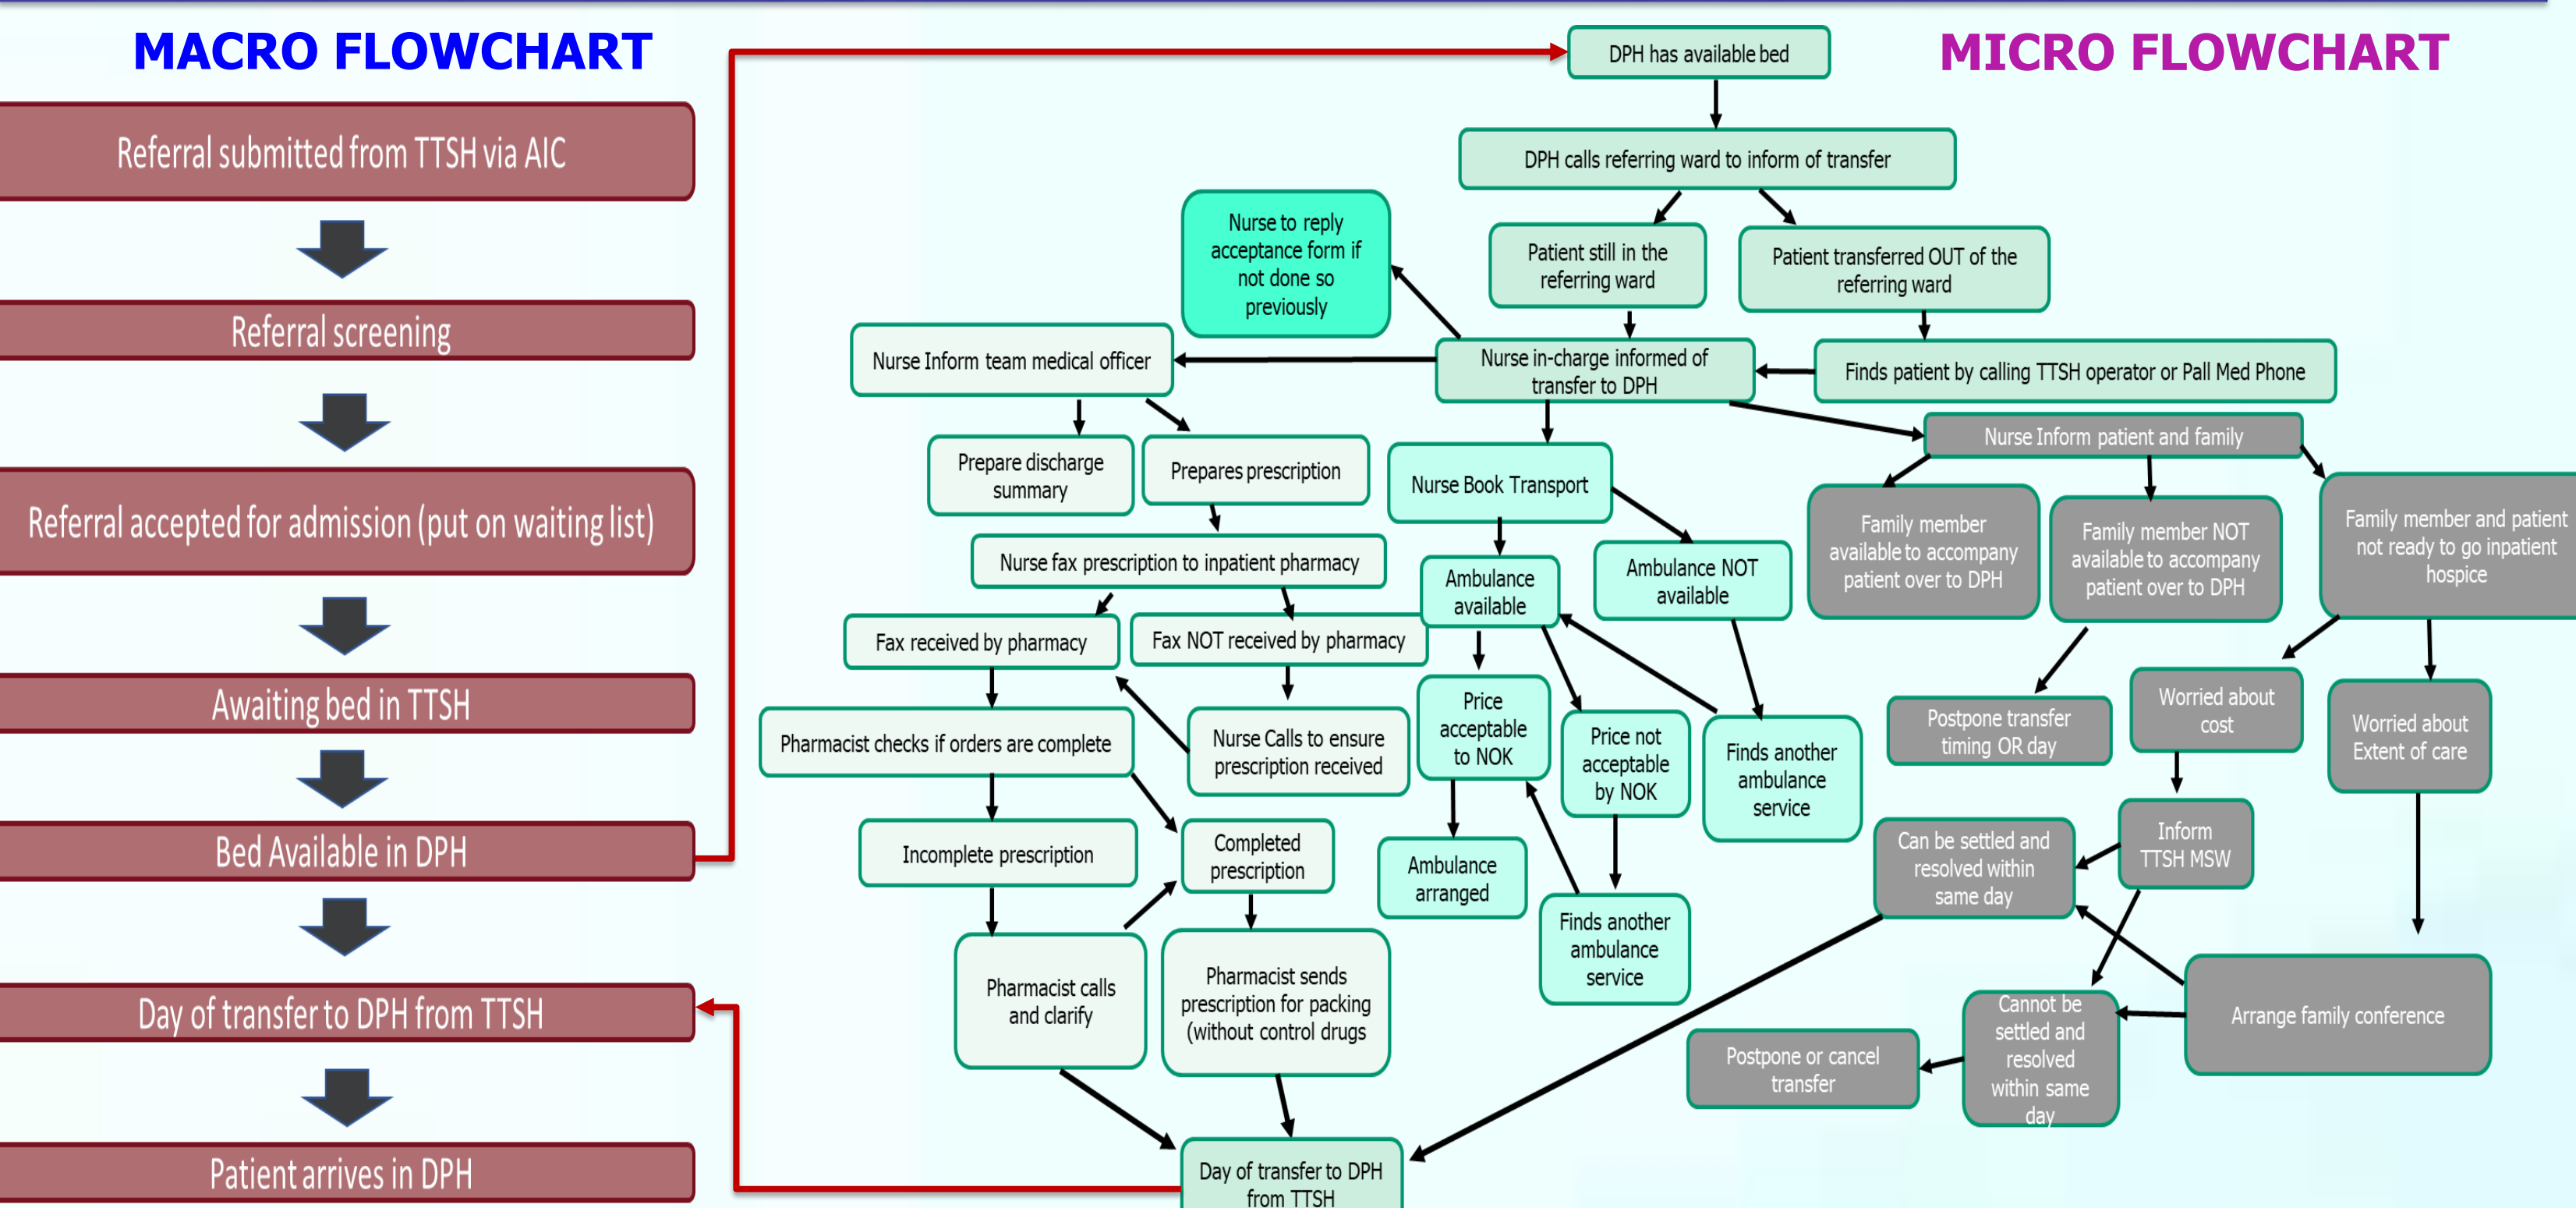 MACRO FLOWCHART
Referral submitted from TTSH via AIC
Referral screening
Referral accepted for admission (put on waiting list)
Awaiting bed in TTSH
Bed Available in DPH
Day of transfer to DPH from TTSH
Patient arrives in DPH
MICRO FLOWCHART
DPH has available bed
DPH calls referring ward to inform of transfer
Nurse to reply
acceptance form if
not done so
previously
Patient still in the
referring ward
Patient transferred OUT of the
referring ward
Nurse Inform team medical officer
Nurse in-charge informed of
transfer to DPH
Finds patient by calling TTSH operator or Pall Med Phone
Nurse Inform patient and family
Prepare discharge
summary
Prepares prescription
Nurse Book Transport
Family member
available to accompany
patient over to DPH
Family member NOT
available to accompany
patient over to DPH
Family member and patient
not ready to go inpatient
hospice
Nurse fax prescription to inpatient pharmacy
Ambulance
available
Ambulance NOT
available
Fax received by pharmacy
Fax NOT received by pharmacy
Price
acceptable
to NOK
Price not
acceptable
by NOK
Finds another
ambulance
service
Postpone transfer
timing OR day
Worried about
cost
Worried about
Extent of care
Pharmacist checks if orders are complete
Nurse Calls to ensure
prescription received
Incomplete prescription
Completed
prescription
Ambulance
arranged
Finds another
ambulance
service
Can be settled and
resolved within
same day
Inform
TTSH MSW
Pharmacist calls
and clarify
Pharmacist sends
prescription for packing
(without control drugs
Postpone or cancel
transfer
Cannot be
settled and
resolved
within same
day
Arrange family conference
Day of transfer to DPH
from TTSH